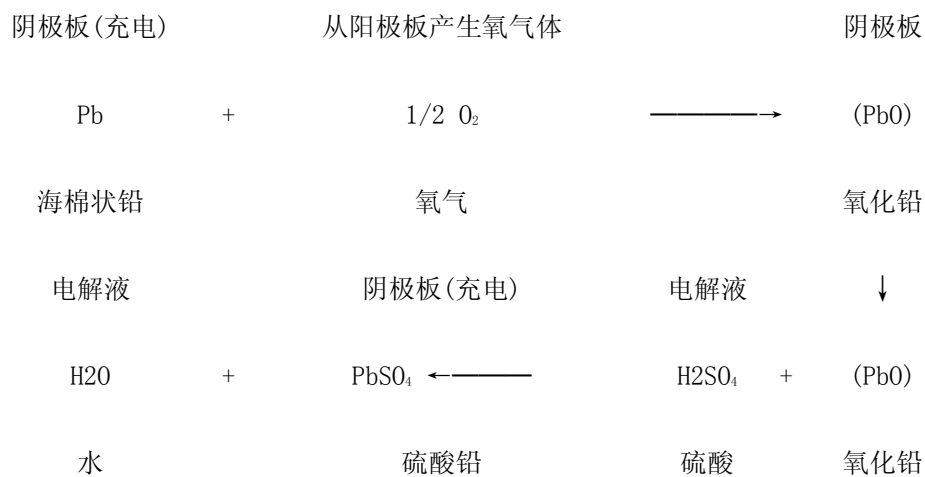 阴极板(充电) 从阳极板产生氧气体 阴极板
Pb + 1/2 O₂ ————→ (PbO)
海棉状铅 氧气 氧化铅
电解液 阴极板(充电) 电解液 ↓
H2O + PbSO₄ ←——— H2SO₄ + (PbO)
水 硫酸铅 硫酸 氧化铅